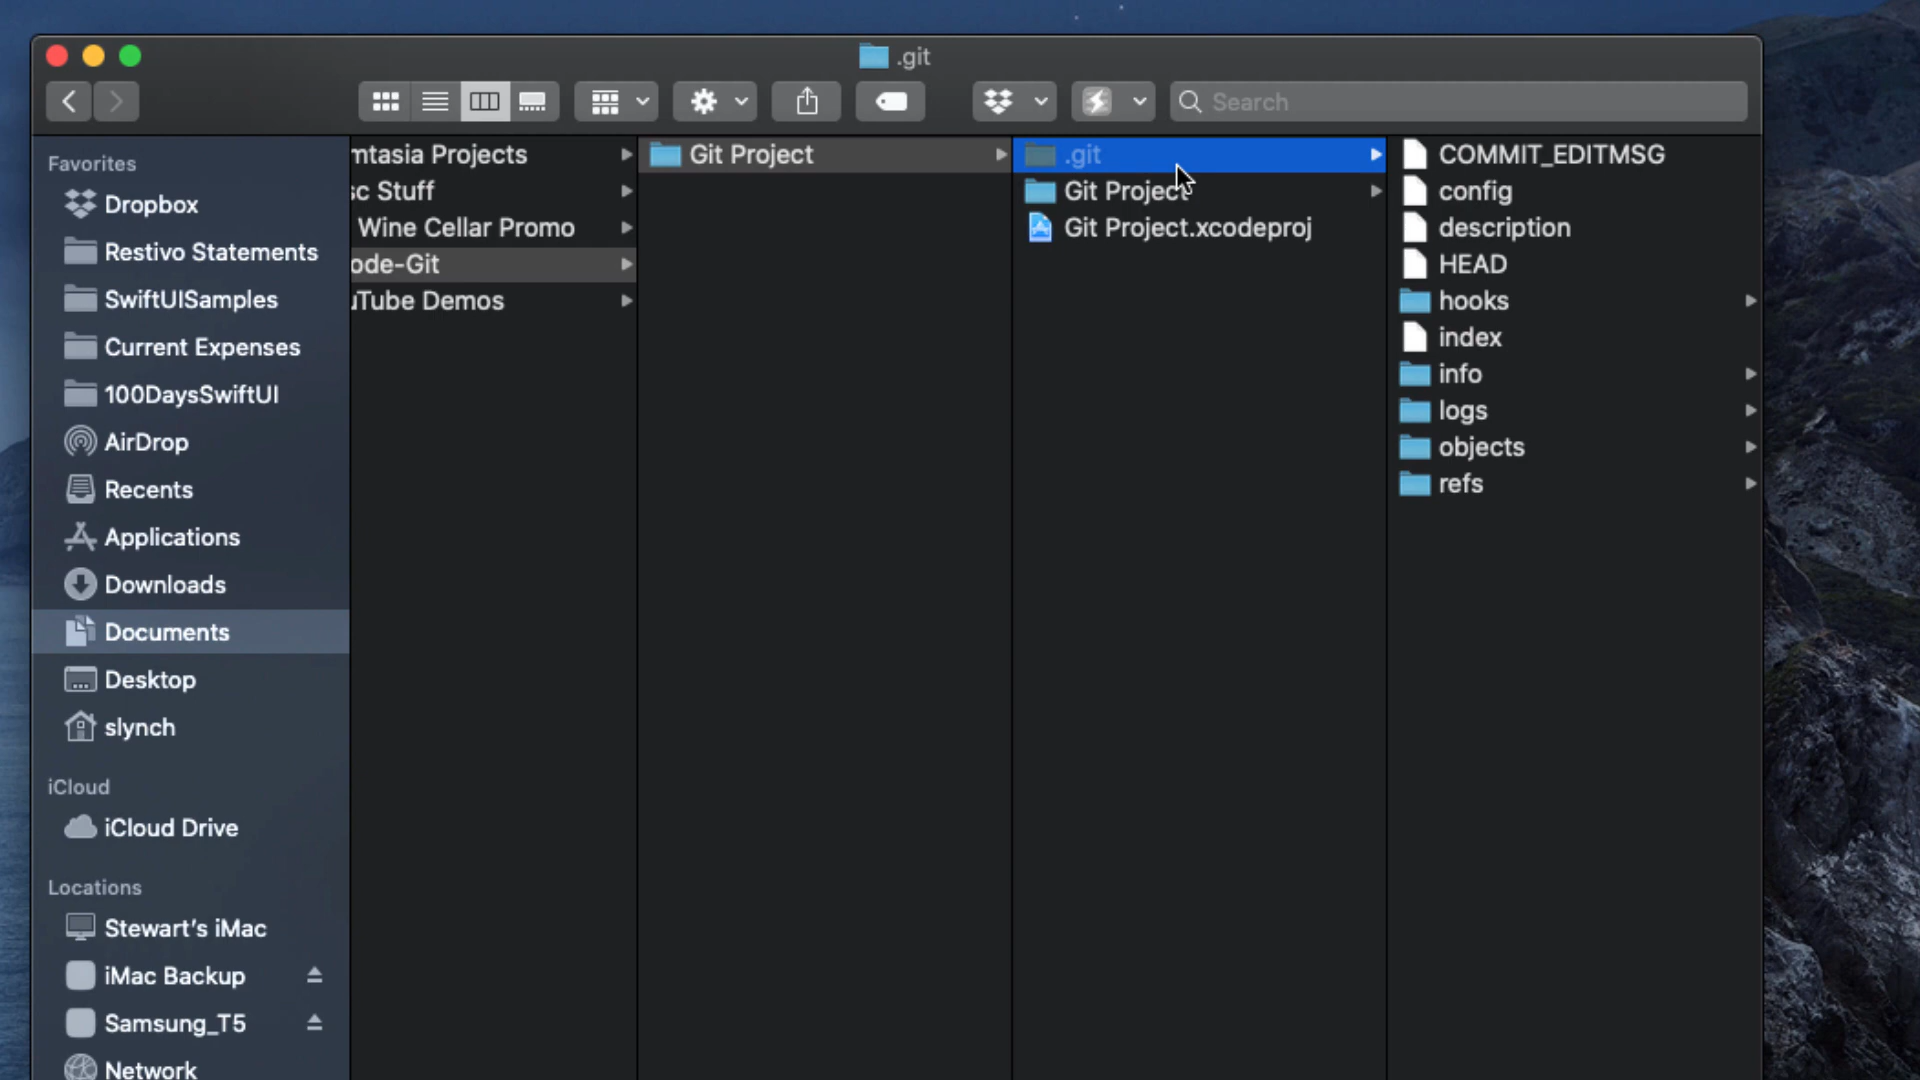 .git
Search
Favorites
Dropbox
Restivo Statements
SwiftUISamples
Current Expenses
100DaysSwiftUI
AirDrop
Recents
Applications
Downloads
Documents
Desktop
slynch
iCloud
iCloud Drive
Locations
Stewart's iMac
iMac Backup
Samsung_T5
Network
mtasia Projects
sc Stuff
Wine Cellar Promo
ode-Git
uTube Demos
Git Project
.git
Git Project
Git Project.xcodeproj
COMMIT_EDITMSG
config
description
HEAD
hooks
index
info
logs
objects
refs